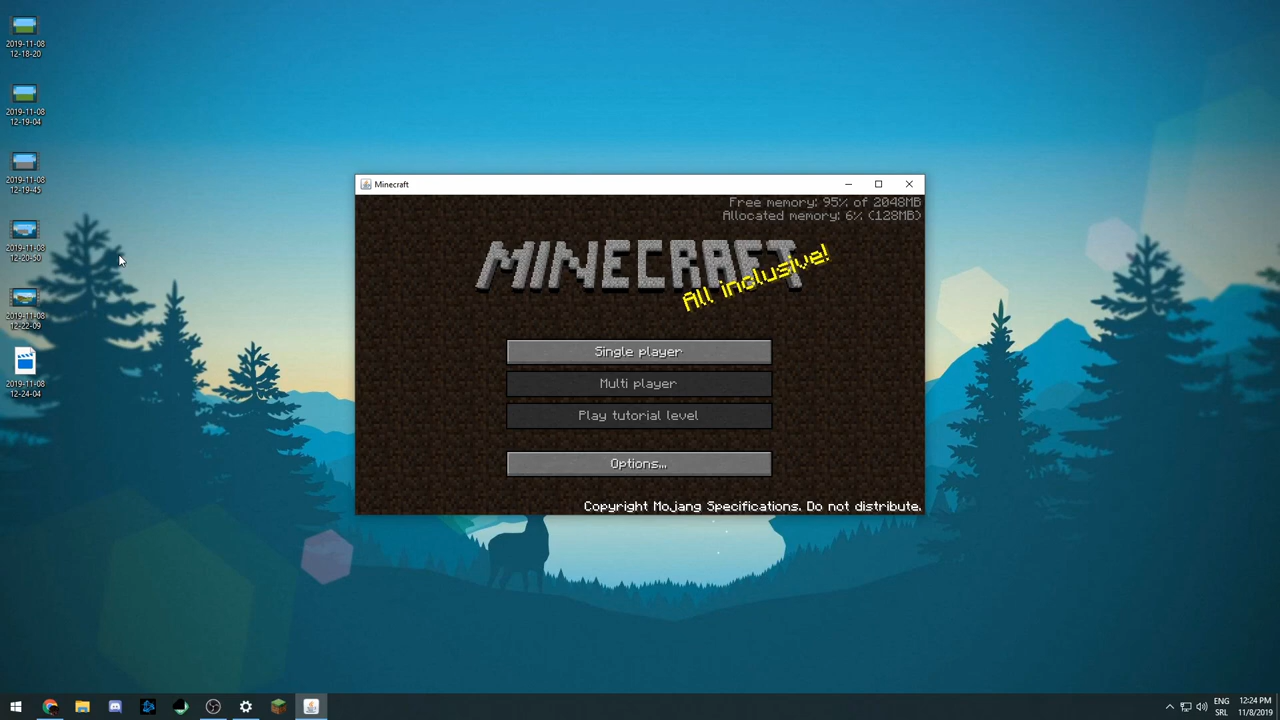 2019-11-08
12-18-20
2019-11-08
12-19-04
2019-11-08
12-19-45
2019-11-08
12-20-50
2019-11-08
12-22-09
2019-11-08
12-24-04
Minecraft
Free memory: 95% of 2048MB
Allocated memory: 6% (128MB)
MINECRAFT
All inclusive!
Single player
Multi player
Play tutorial level
Options...
Copyright Mojang Specifications. Do not distribute.
ENG
SRL
12:24 PM
11/8/2019